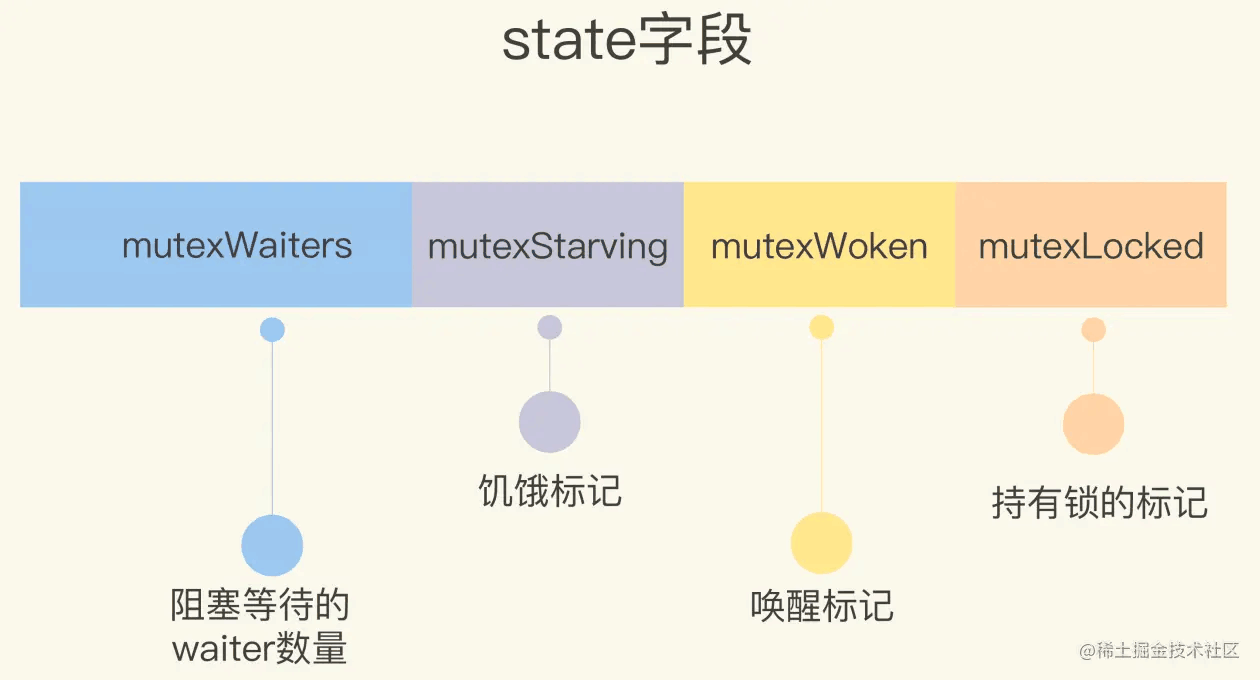 state字段
mutexWaiters
mutexStarving
mutexWoken
mutexLocked
饥饿标记
持有锁的标记
阻塞等待的
waiter数量
唤醒标记
@稀土掘金技术社区